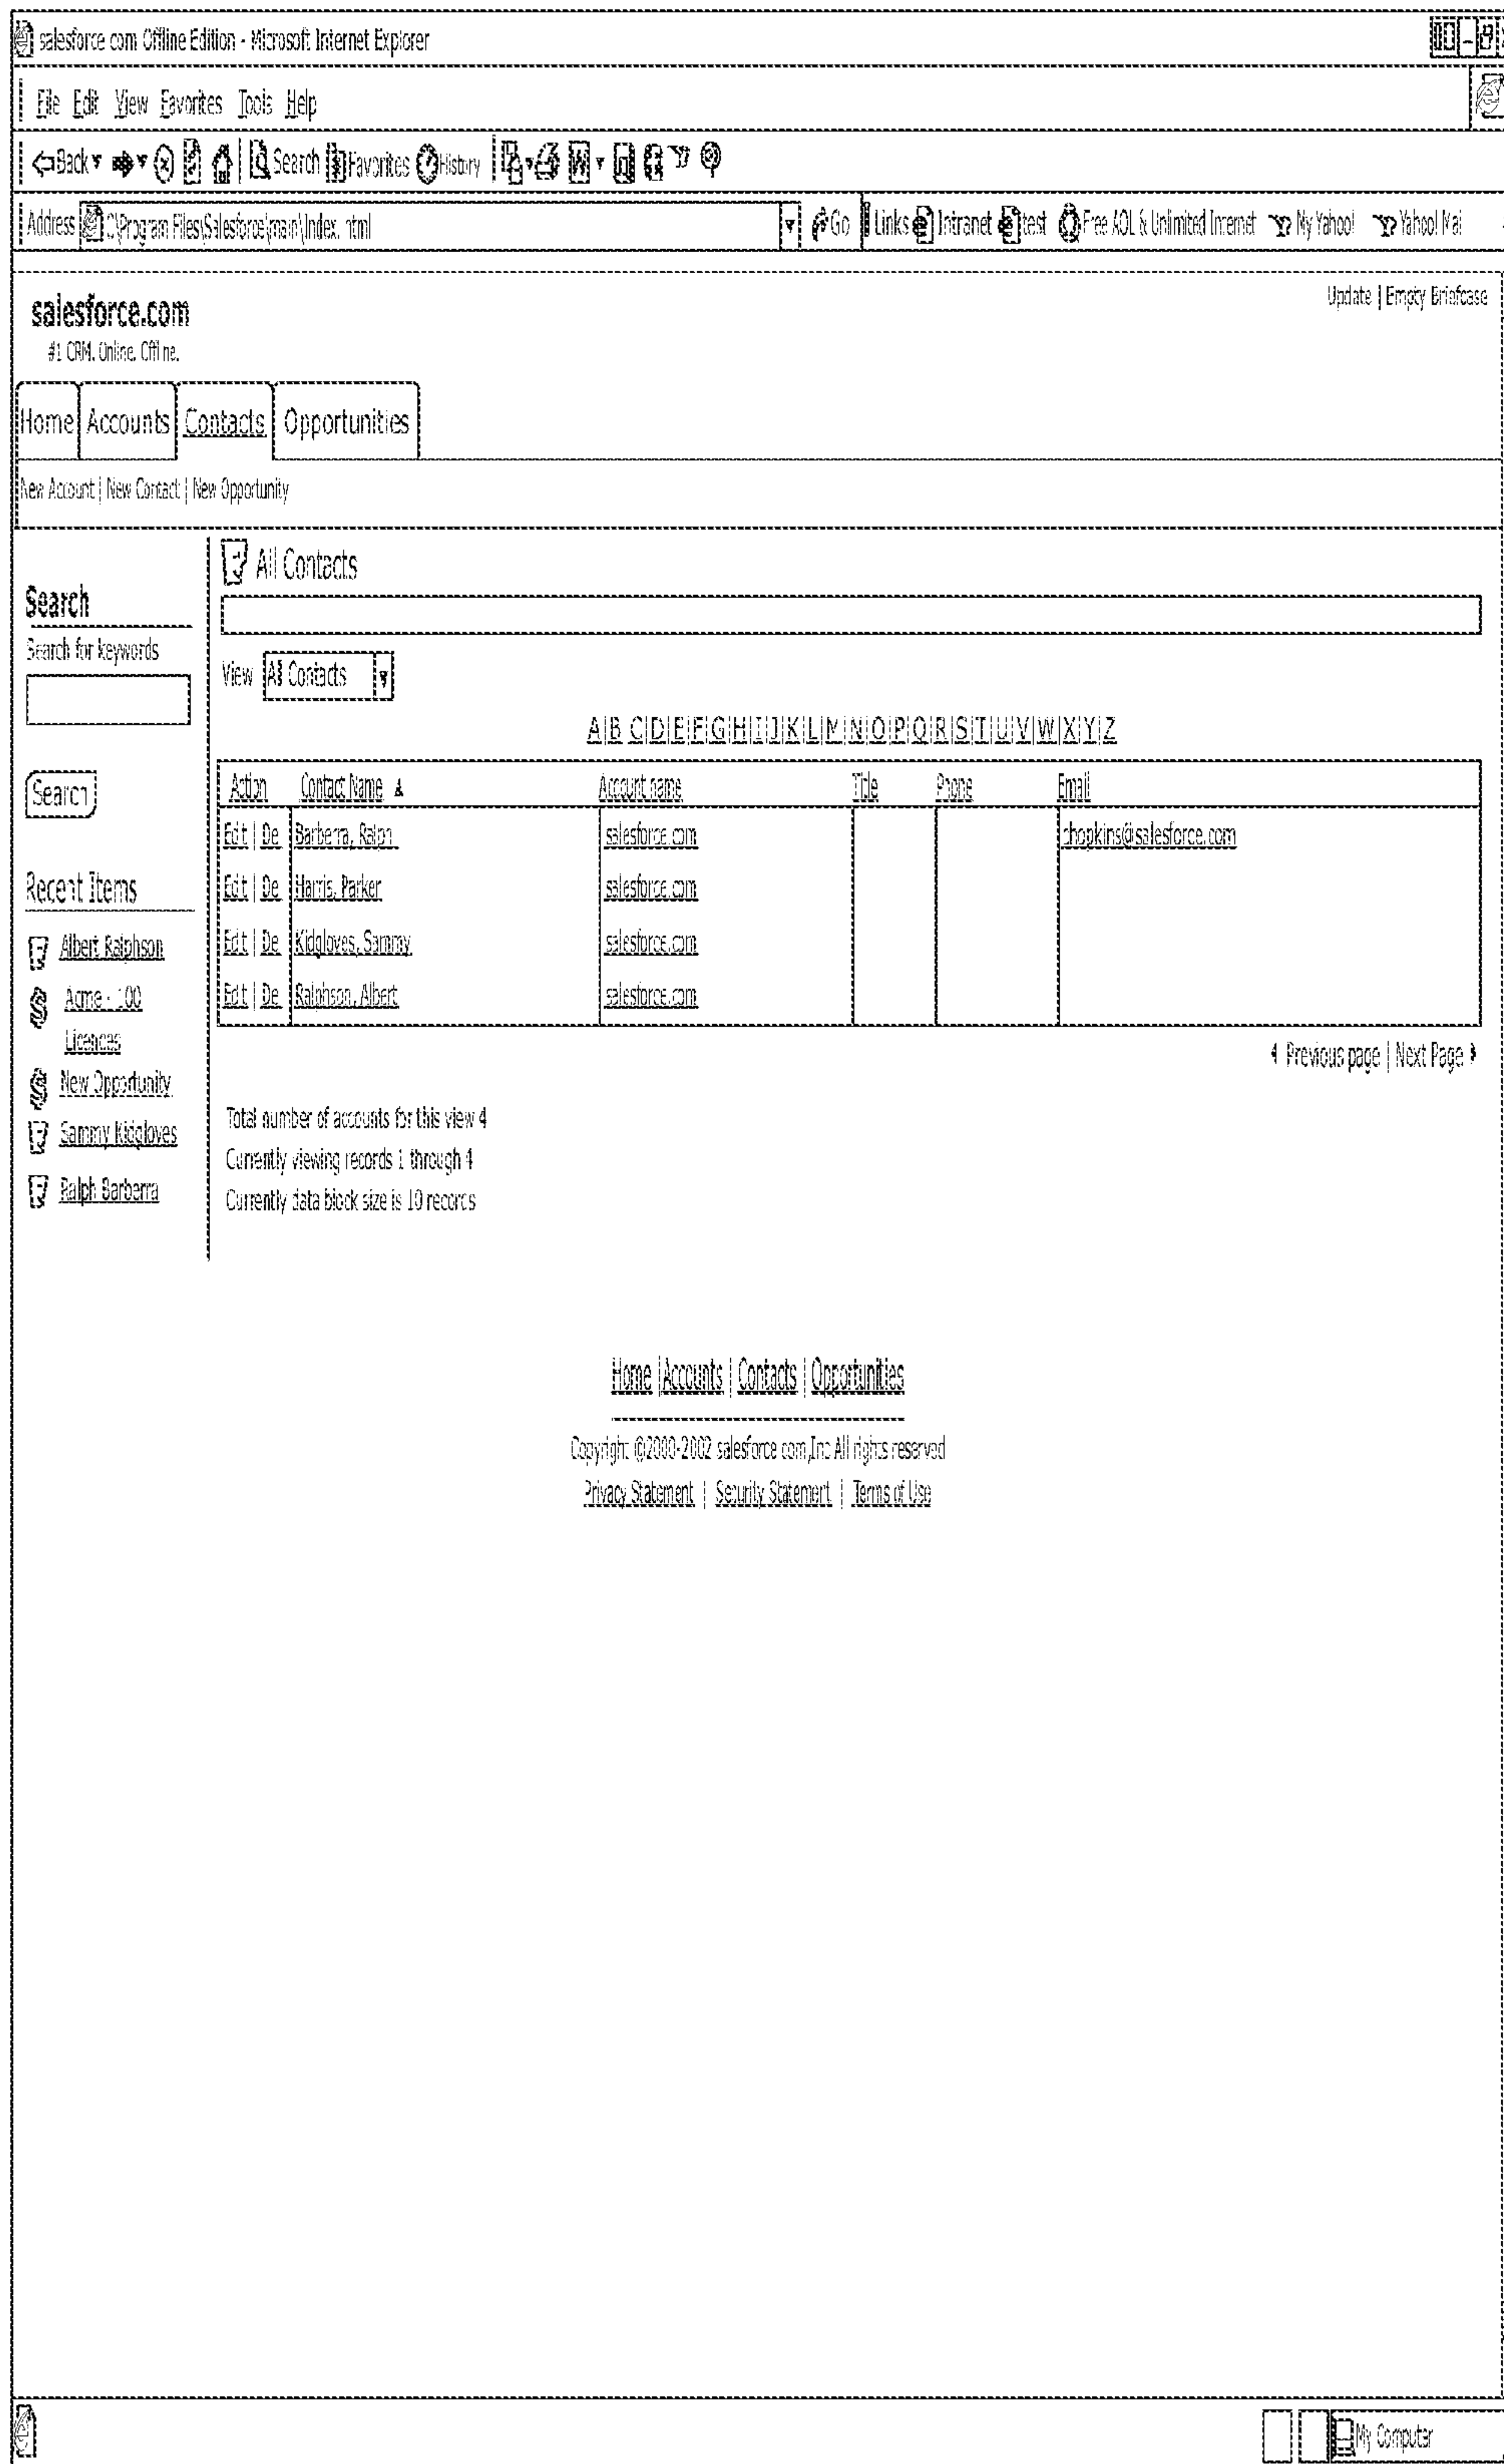 salesforce com Offline Edition - Microsoft Internet Explorer
File Edit View Favorites Tools Help
Back Search Favorites History
Address C:\Program Files\Salesforce\main\Index. html Go Links Intranet test Free AOL & Unlimited Internet My Yahoo! Yahoo! Mai
salesforce.com
Update | Empty Briefcase
#1 CRM. Online. Offline.
Home Accounts Contacts Opportunities
New Account | New Contact | New Opportunity
All Contacts
Search
Search for keywords
View All Contacts
A|B C|D|E|F|G|H|I|J|K|L|M|N|O|P|Q|R|S|T|U|V|W|X|Y|Z
Search
Action Contact Name Account name Title Phone Email
Edit | De Barberra, Ralph salesforce.com chopkins@salesforce.com
Edit | De Harris, Parker salesforce.com
Edit | De Kidgloves, Sammy salesforce.com
Edit | De Ralphson, Albert salesforce.com
Recent Items
Albert Ralphson
Acme - 100
Licences
New Opportunity
Sammy Kidgloves
Ralph Barberra
Previous page | Next Page
Total number of accounts for this view 4
Currently viewing records 1 through 4
Currently data block size is 10 records
Home | Accounts | Contacts | Opportunities
Copyright ©2000-2002 salesforce com,Inc All rights reserved
Privacy Statement | Security Statement | Terms of Use
My Computer